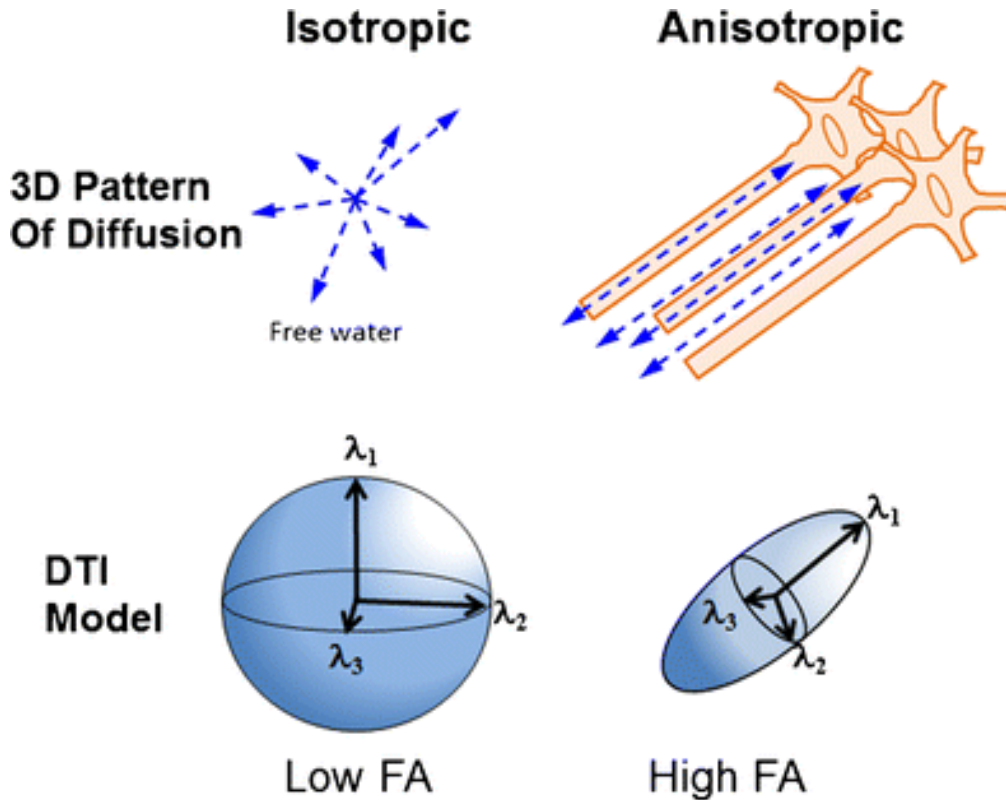 Isotropic
Anisotropic
3D Pattern
Of Diffusion
Free water
DTI
Model
λ₁
λ₂
λ₃
λ₁
λ₃
λ₂
Low FA
High FA